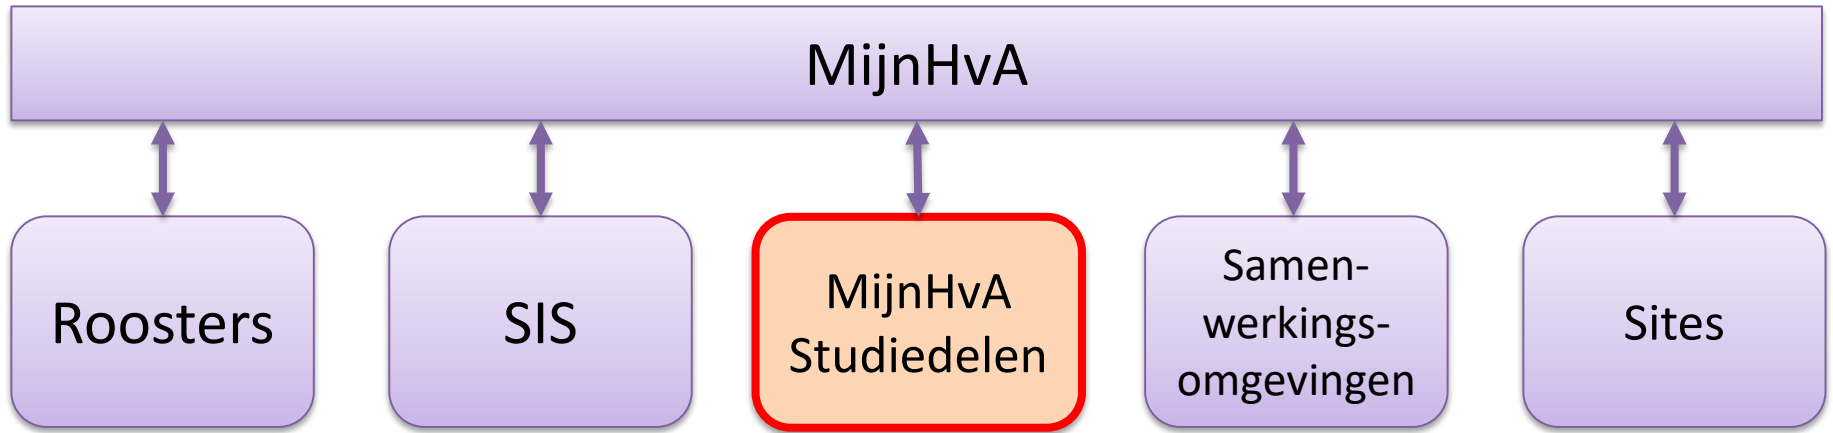 MijnHvA
Roosters
SIS
MijnHvA
Studiedelen
Samen-
werkings-
omgevingen
Sites